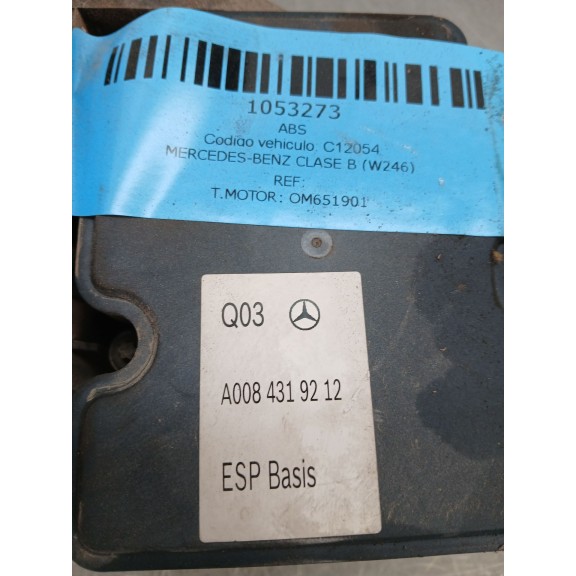 1053273
ABS
Codigo vehiculo: C12054
MERCEDES-BENZ CLASE B (W246)
REF:
T.MOTOR: OM651901
Q03
A008 431 92 12
ESP Basis